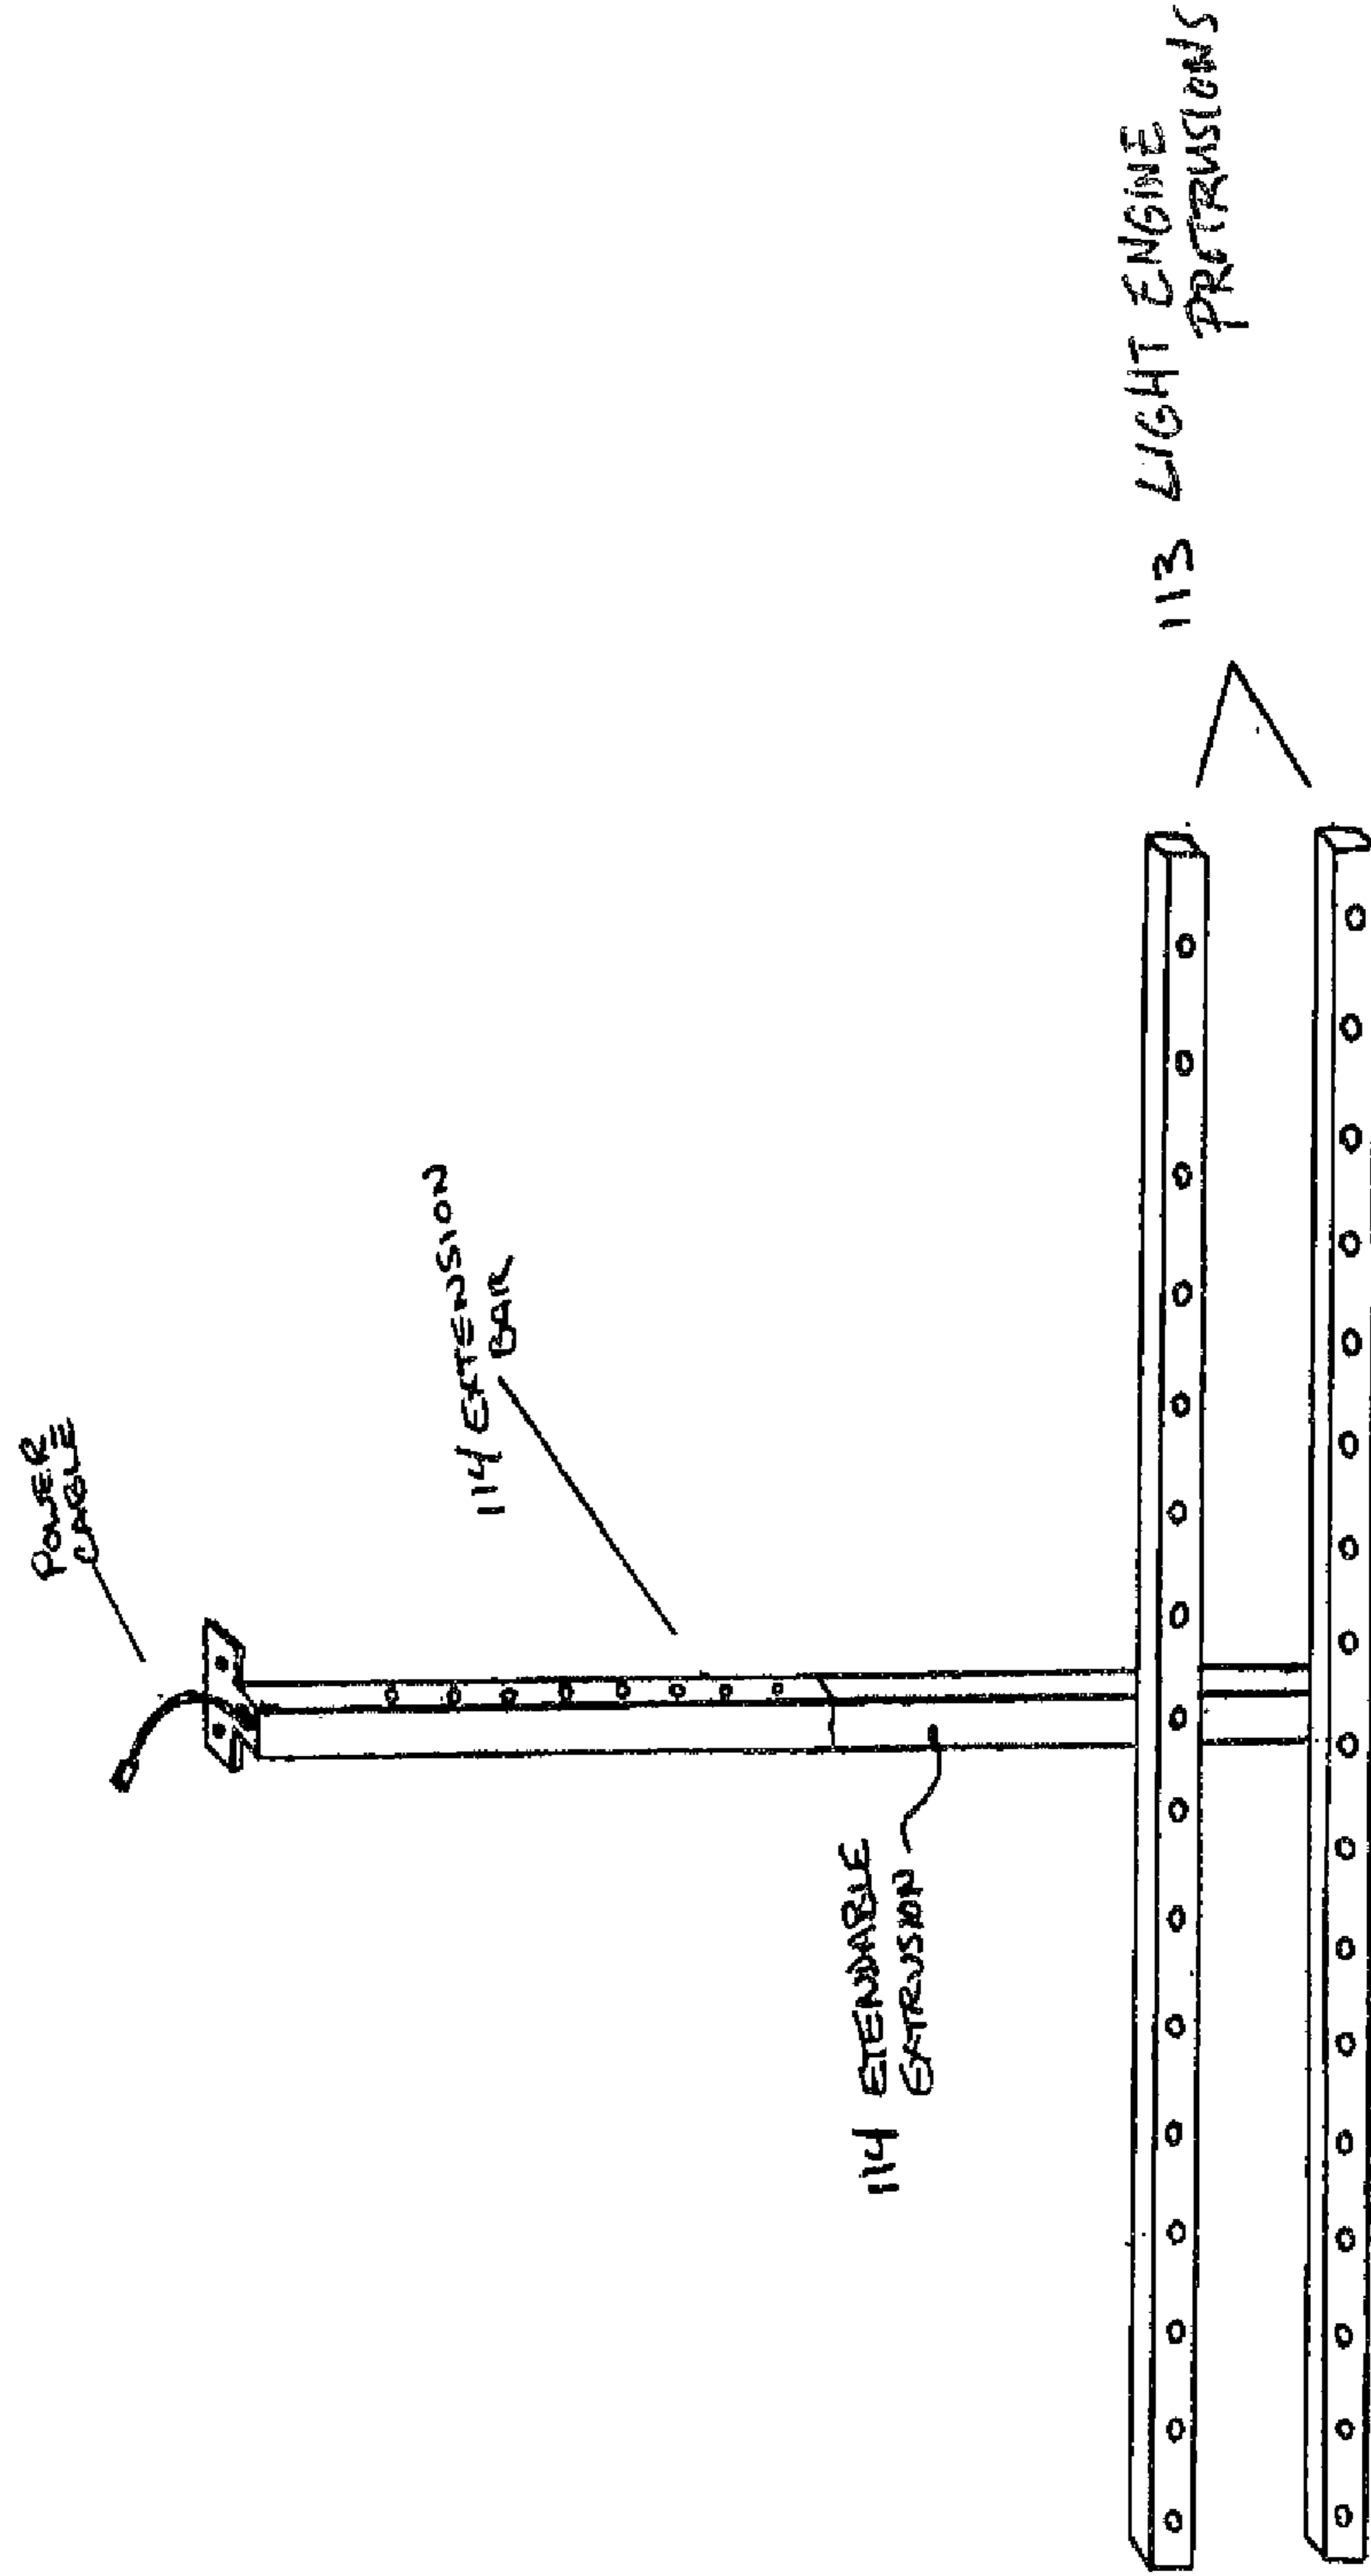 POWER
CABLE
114 EXTENSION
BAR
114 ETENDABLE
EXTRUSION
113 LIGHT ENGINE
PROTRUSIONS